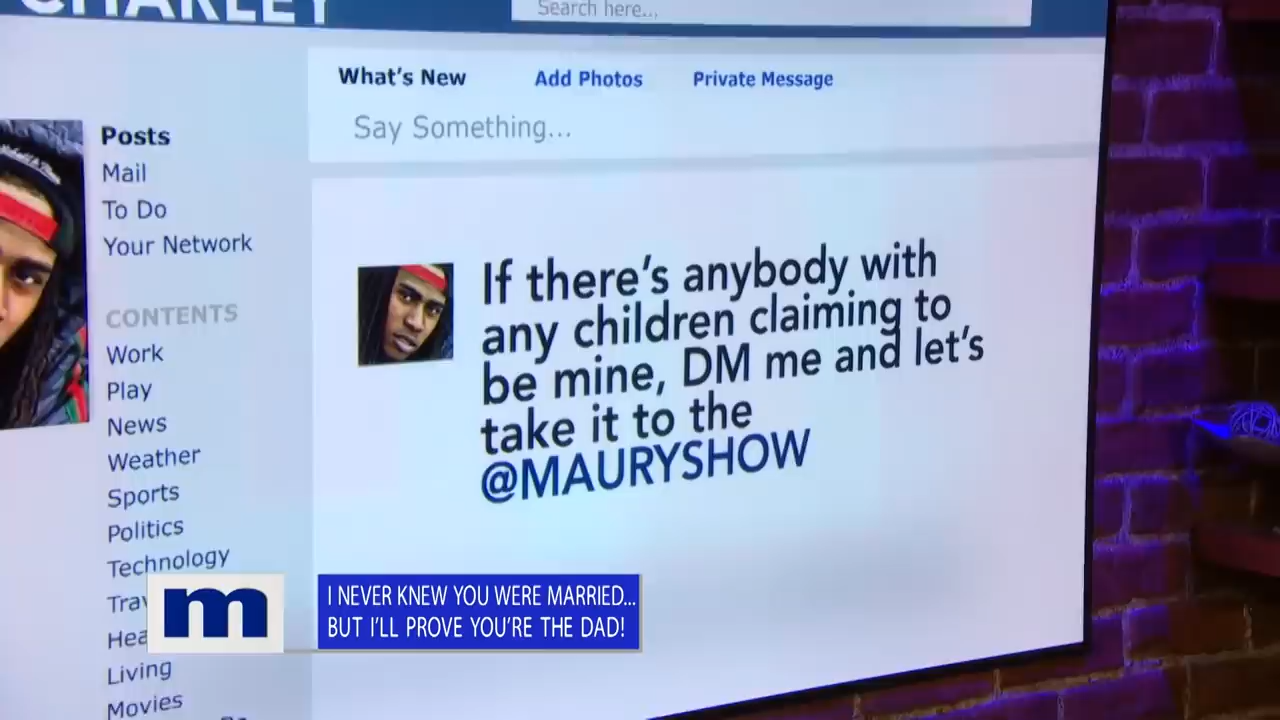 CHARLEY
Search here...
What's New
Add Photos
Private Message
Say Something...
Posts
Mail
To Do
Your Network
CONTENTS
Work
Play
News
Weather
Sports
Politics
Technology
Living
Movies
If there's anybody with
any children claiming to
be mine, DM me and let's
take it to the
@MAURYSHOW
m
I NEVER KNEW YOU WERE MARRIED...
BUT I'LL PROVE YOU'RE THE DAD!